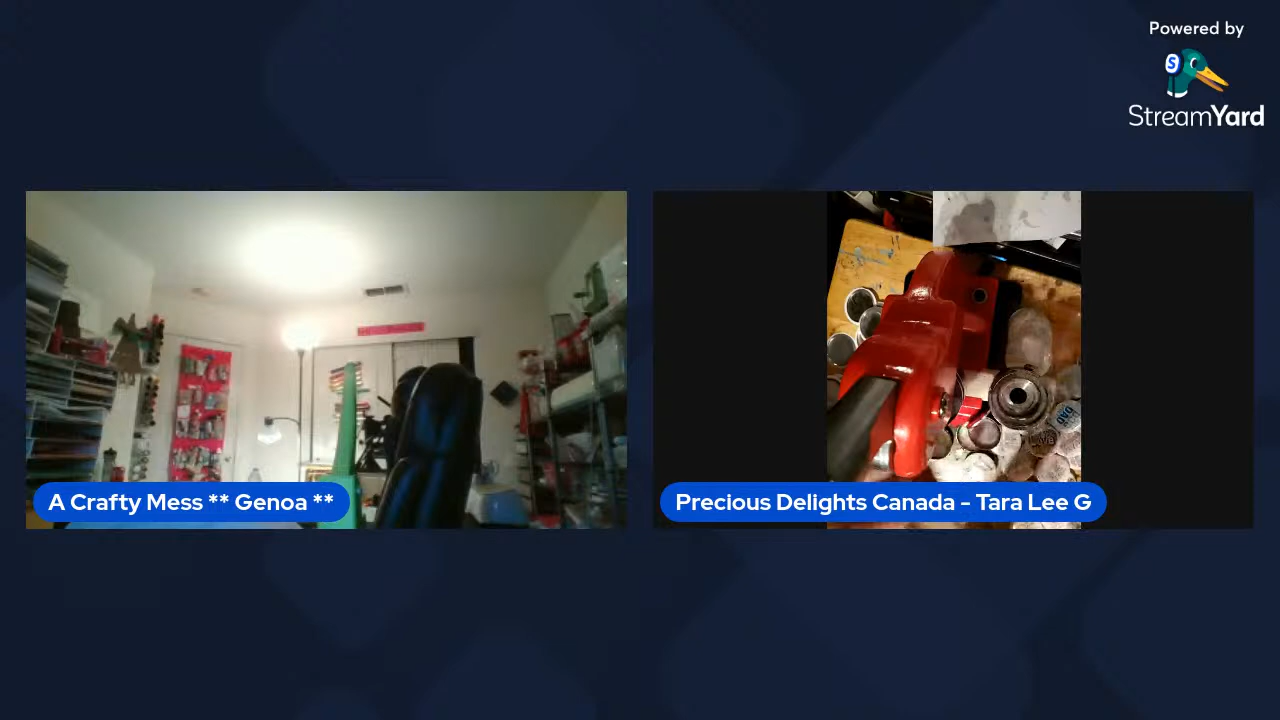 Powered by
StreamYard
A Crafty Mess ** Genoa **
Precious Delights Canada - Tara Lee G